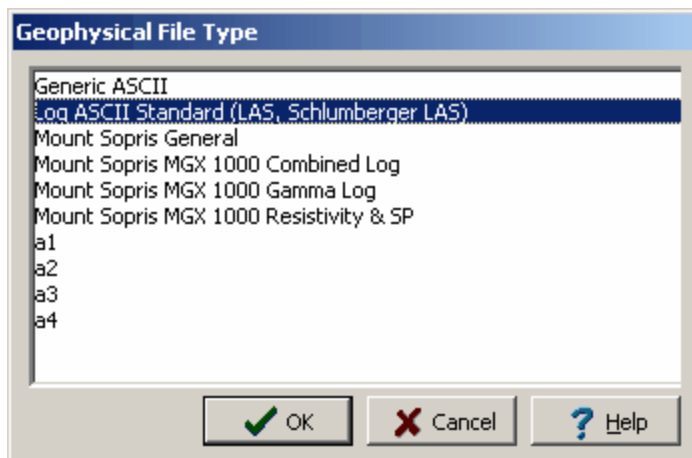 Geophysical File Type
Generic ASCII
Log ASCII Standard (LAS, Schlumberger LAS)
Mount Sopris General
Mount Sopris MGX 1000 Combined Log
Mount Sopris MGX 1000 Gamma Log
Mount Sopris MGX 1000 Resistivity & SP
a1
a2
a3
a4
OK Cancel Help